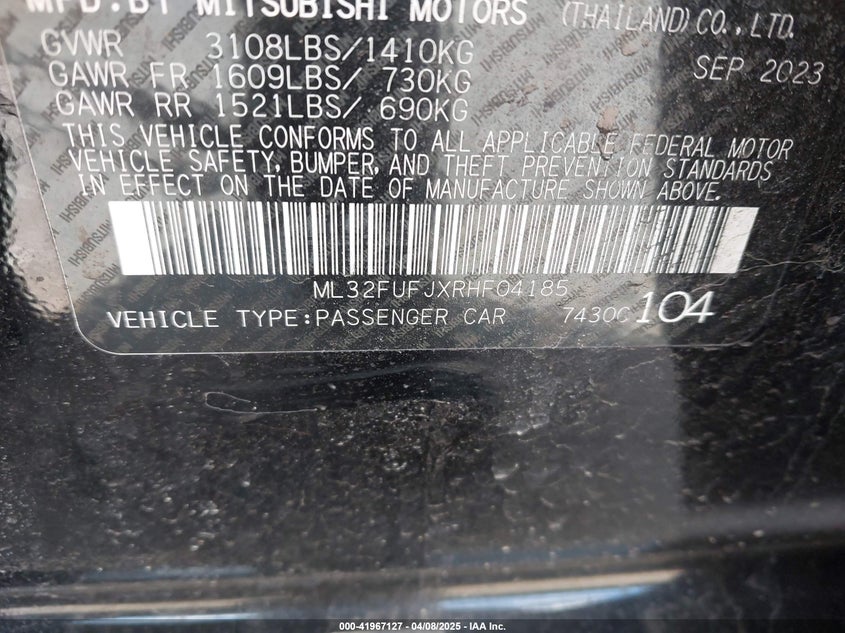 MFD.BY MITSUBISHI MOTORS (THAILAND) CO., LTD.
GVWR 3108LBS/1410KG
SEP 2023
GAWR FR 1609LBS/ 730KG
GAWR RR 1521LBS/ 690KG
THIS VEHICLE CONFORMS TO ALL APPLICABLE FEDERAL MOTOR
VEHICLE SAFETY, BUMPER, AND THEFT PREVENTION STANDARDS
IN EFFECT ON THE DATE OF MANUFACTURE SHOWN ABOVE.
ML32FUFJXRHF04185
VEHICLE TYPE:PASSENGER CAR 7430C 104
000-41967127 - 04/08/2025 - IAA Inc.